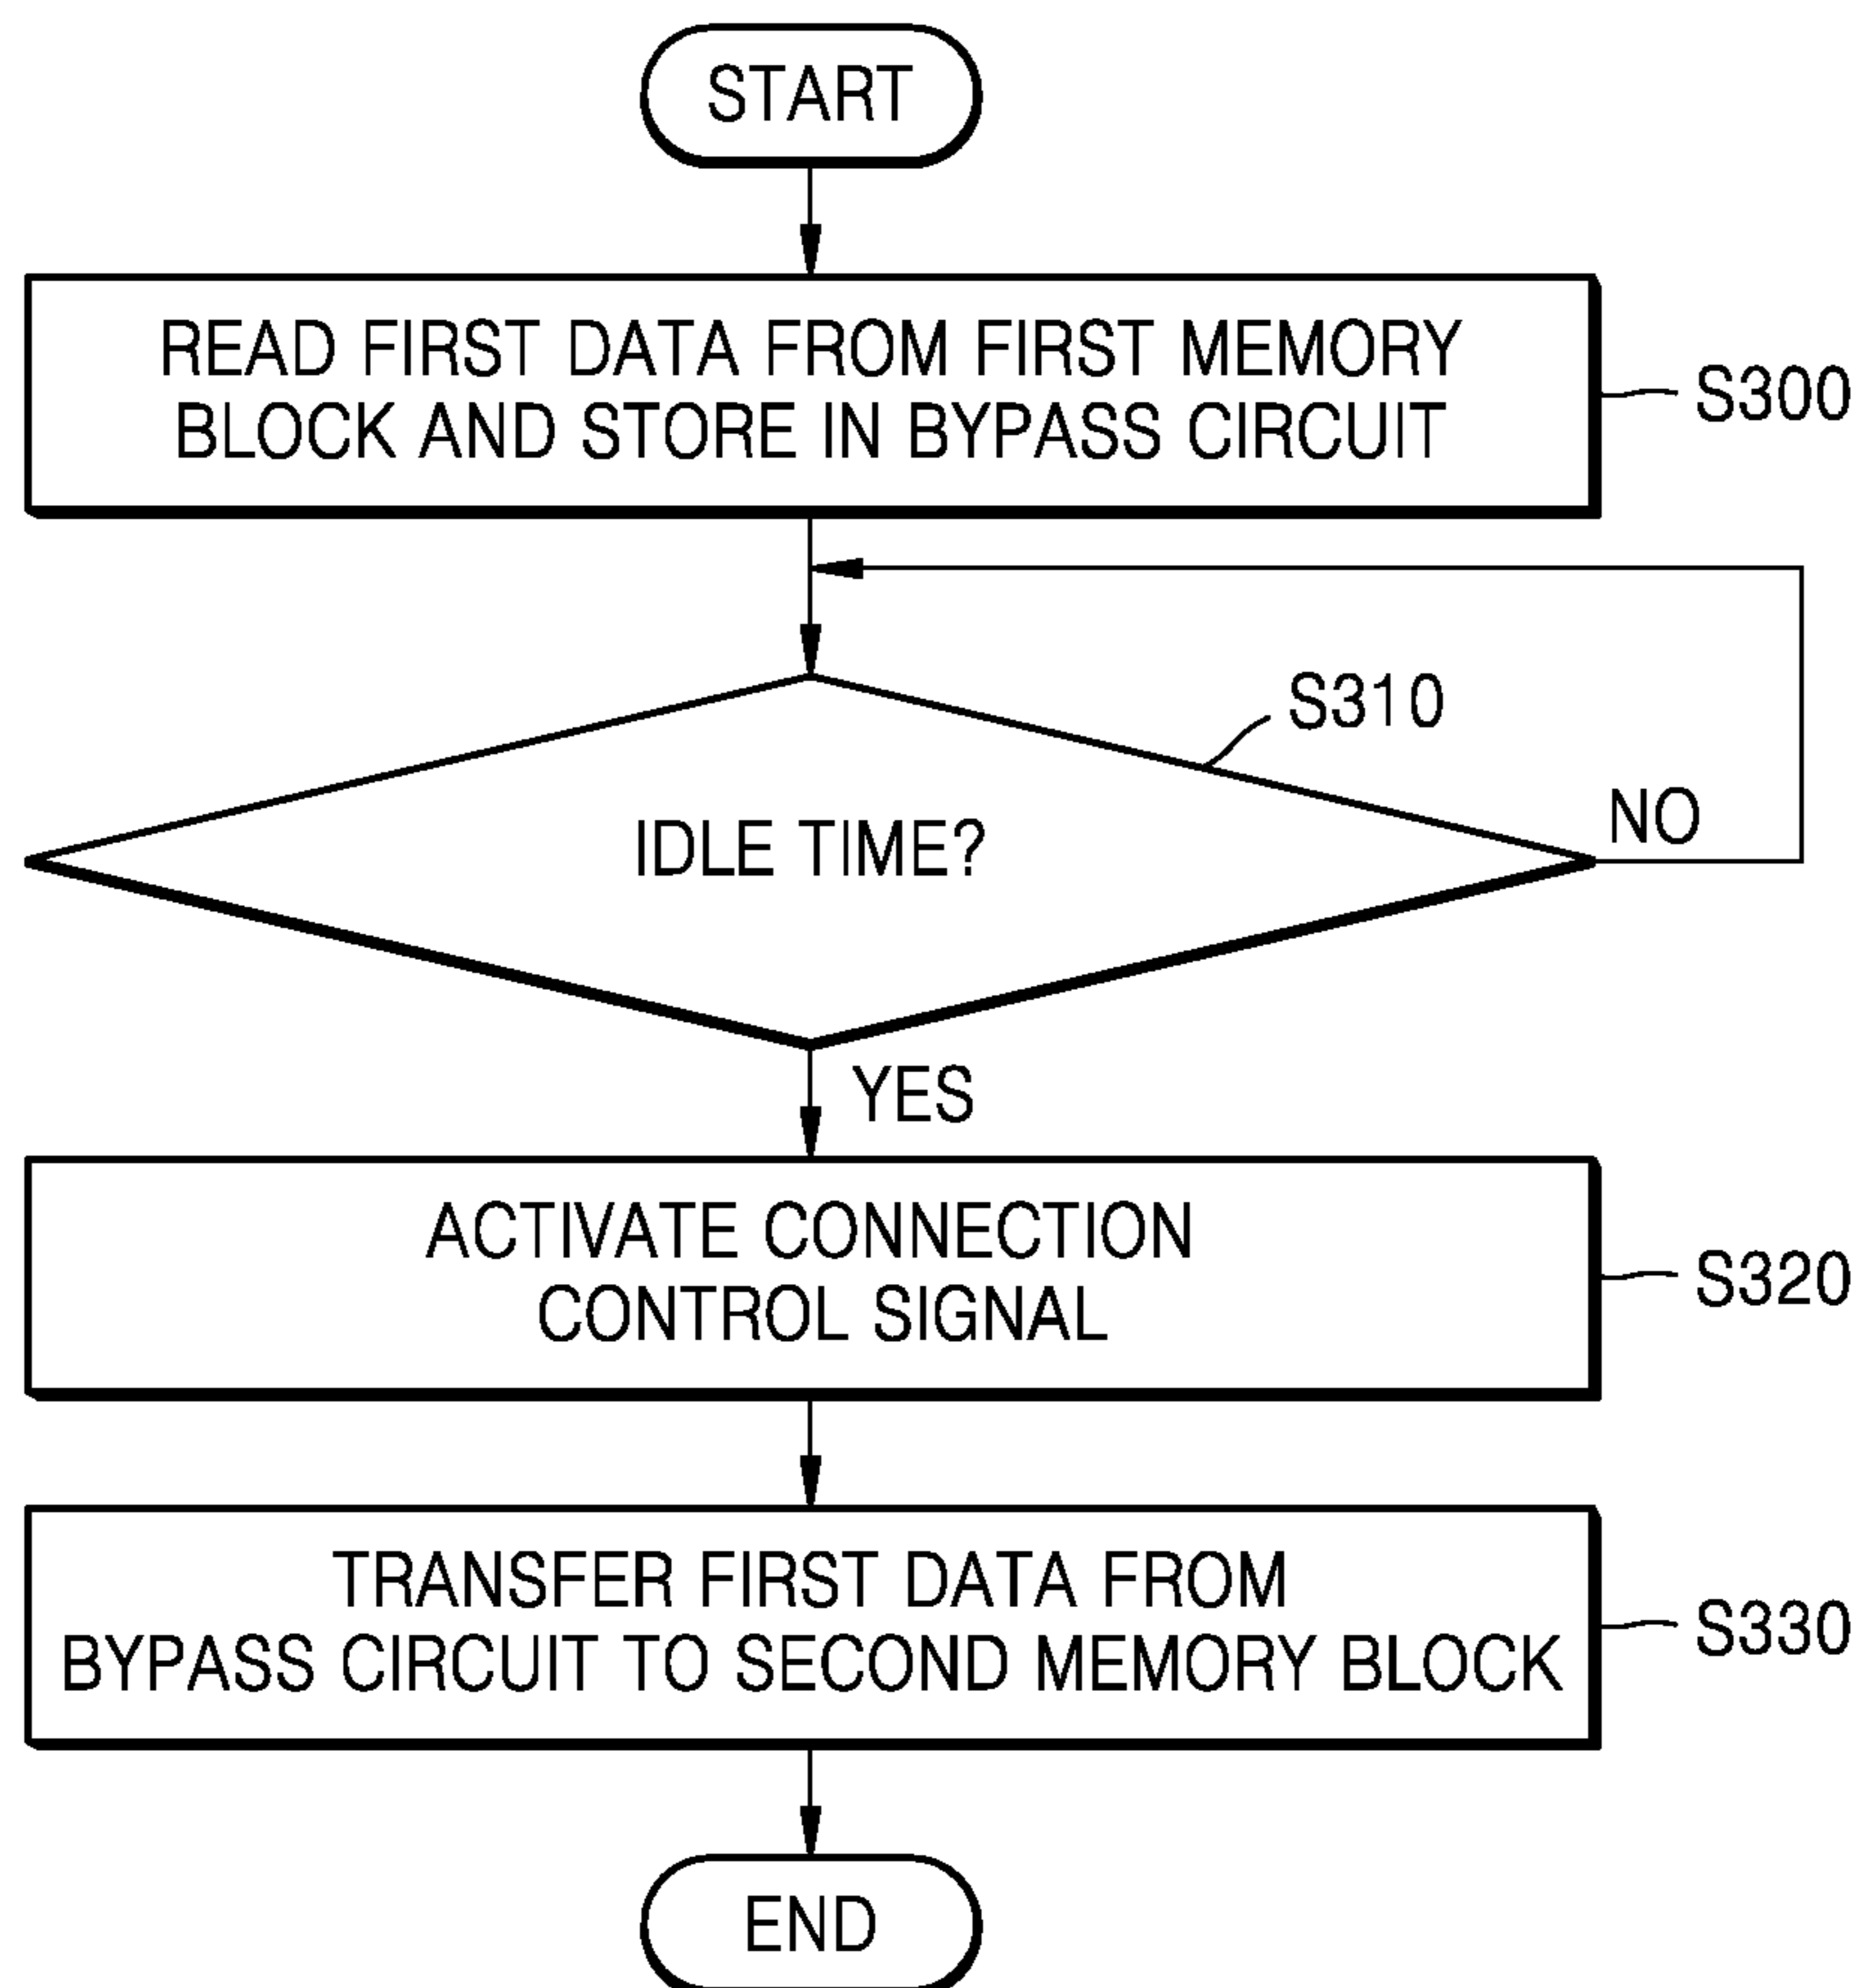 START
READ FIRST DATA FROM FIRST MEMORY
BLOCK AND STORE IN BYPASS CIRCUIT
S300
S310
IDLE TIME?
NO
YES
ACTIVATE CONNECTION
CONTROL SIGNAL
S320
TRANSFER FIRST DATA FROM
BYPASS CIRCUIT TO SECOND MEMORY BLOCK
S330
END